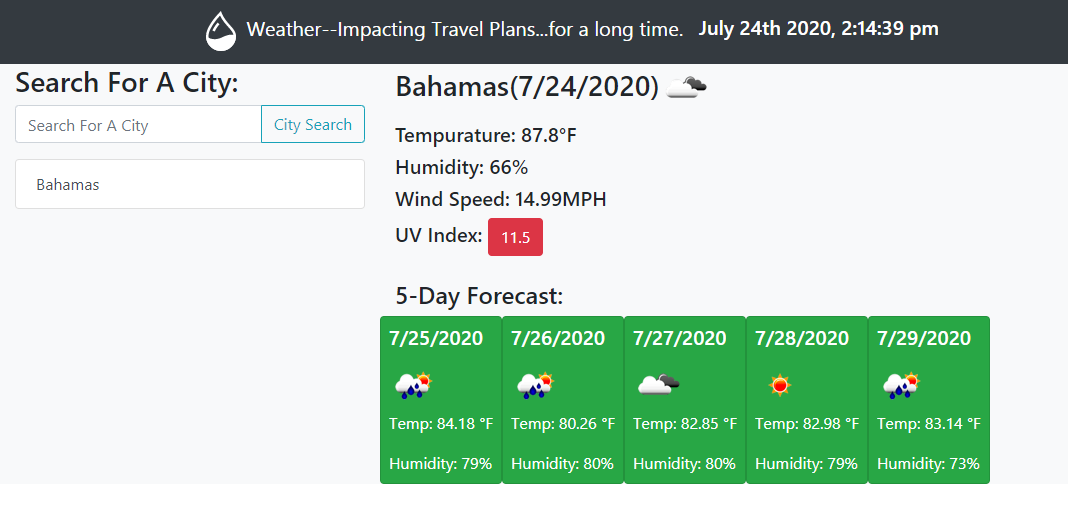 Weather--Impacting Travel Plans...for a long time. July 24th 2020, 2:14:39 pm
Search For A City:
Search For A City City Search
Bahamas
Bahamas(7/24/2020)
Tempurature: 87.8°F
Humidity: 66%
Wind Speed: 14.99MPH
UV Index: 11.5
5-Day Forecast:
7/25/2020 7/26/2020 7/27/2020 7/28/2020 7/29/2020
Temp: 84.18 °F Temp: 80.26 °F Temp: 82.85 °F Temp: 82.98 °F Temp: 83.14 °F
Humidity: 79% Humidity: 80% Humidity: 80% Humidity: 79% Humidity: 73%